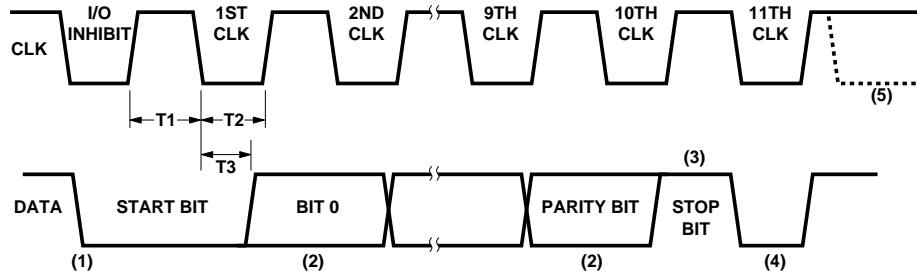 I/O INHIBIT
1ST CLK
2ND CLK
9TH CLK
10TH CLK
11TH CLK
CLK
(5)
T1
T2
T3
(3)
DATA
START BIT
BIT 0
PARITY BIT
STOP BIT
(1)
(2)
(2)
(4)